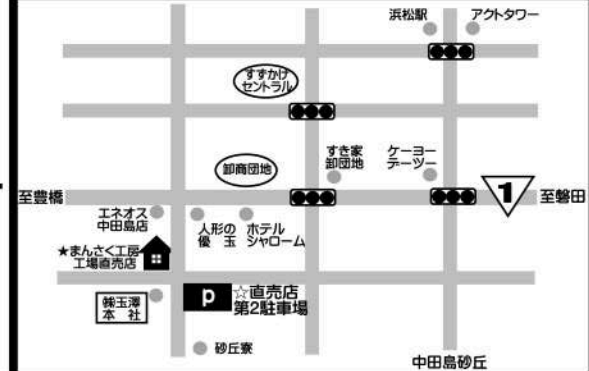 浜松駅
アクトタワー
すずかけ
セントラル
すき家
卸団地
ケーヨー
デーツー
卸商団地
至豊橋
1
至磐田
エネオス
中田島店
人形の
優 玉
ホテル
シャローム
★まんさく工房
工場直売店
㈱玉澤
本 社
p
☆直売店
第2駐車場
砂丘寮
中田島砂丘